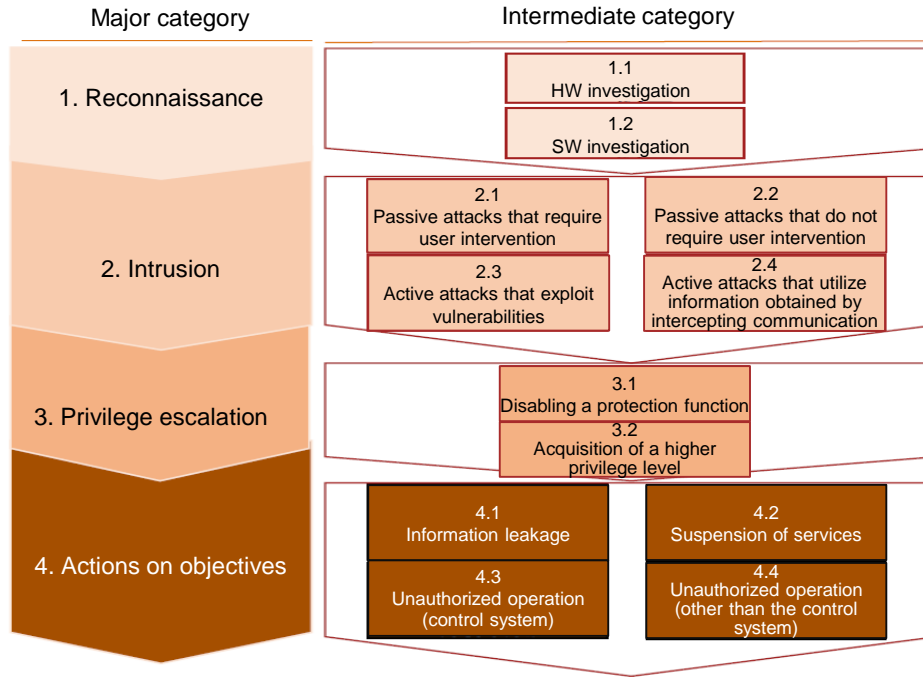 Major category
Intermediate category
1. Reconnaissance
1.1
HW investigation
1.2
SW investigation
2. Intrusion
2.1
Passive attacks that require
user intervention
2.2
Passive attacks that do not
require user intervention
2.3
Active attacks that exploit
vulnerabilities
2.4
Active attacks that utilize
information obtained by
intercepting communication
3. Privilege escalation
3.1
Disabling a protection function
3.2
Acquisition of a higher
privilege level
4. Actions on objectives
4.1
Information leakage
4.2
Suspension of services
4.3
Unauthorized operation
(control system)
4.4
Unauthorized operation
(other than the control
system)